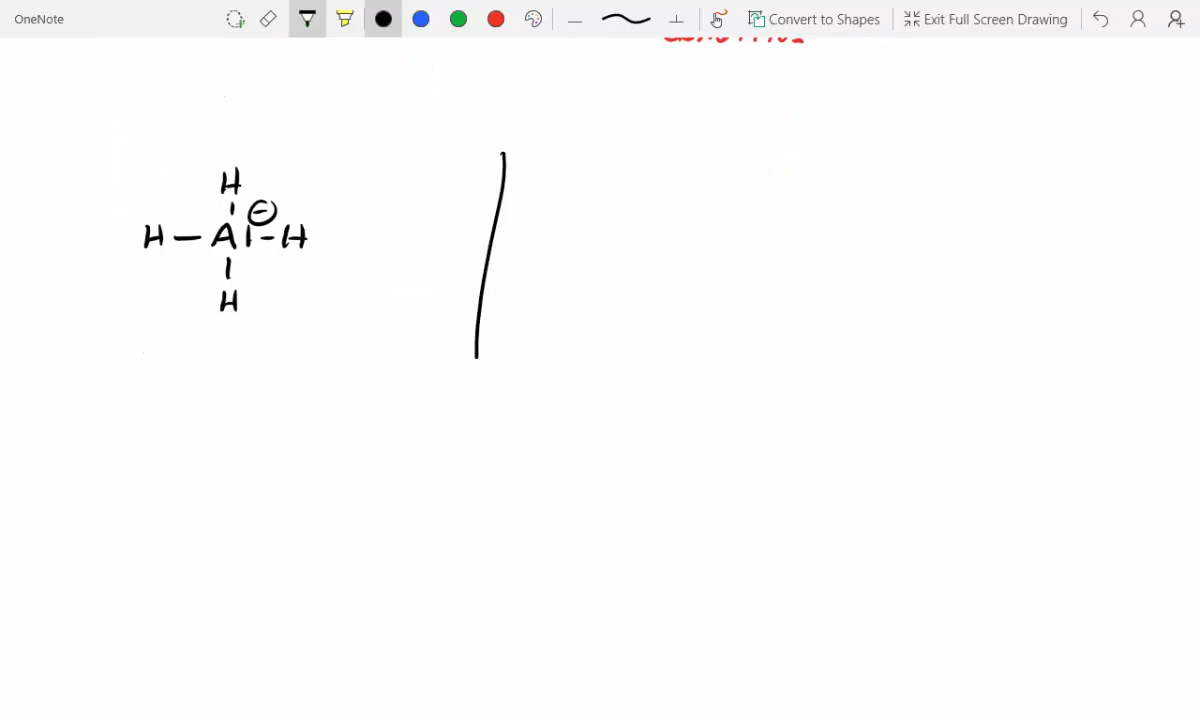 OneNote Convert to Shapes Exit Full Screen Drawing
H
H — Al⊖ - H
H